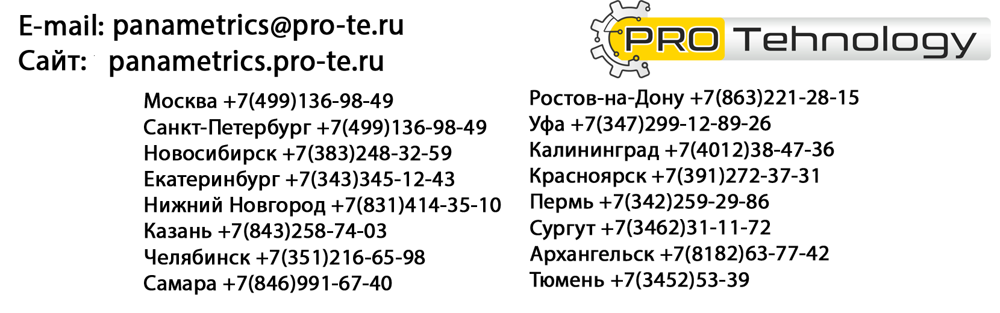 E-mail: panametrics@pro-te.ru
Сайт: panametrics.pro-te.ru
PRO Tehnology
Москва +7(499)136-98-49
Санкт-Петербург +7(499)136-98-49
Новосибирск +7(383)248-32-59
Екатеринбург +7(343)345-12-43
Нижний Новгород +7(831)414-35-10
Казань +7(843)258-74-03
Челябинск +7(351)216-65-98
Самара +7(846)991-67-40
Ростов-на-Дону +7(863)221-28-15
Уфа +7(347)299-12-89-26
Калининград +7(4012)38-47-36
Красноярск +7(391)272-37-31
Пермь +7(342)259-29-86
Сургут +7(3462)31-11-72
Архангельск +7(8182)63-77-42
Тюмень +7(3452)53-39